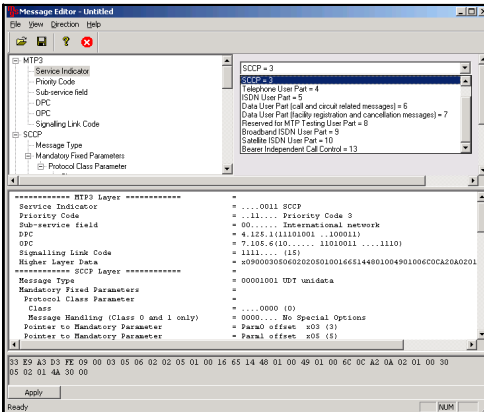 Message Editor - Untitled
File View Direction Help
MTP3
Service Indicator
Priority Code
Sub-service field
DPC
OPC
Signalling Link Code
SCCP
Message Type
Mandatory Fixed Parameters
Protocol Class Parameter
SCCP = 3
SCCP = 3
Telephone User Part = 4
ISDN User Part = 5
Data User Part (call and circuit related messages) = 6
Data User Part (facility registration and cancellation messages) = 7
Reserved for MTP Testing User Part = 8
Broadband ISDN User Part = 9
Satellite ISDN User Part = 10
Bearer Independent Call Control = 13
============ MTP3 Layer ============ =
Service Indicator = ....0011 SCCP
Priority Code = ..11.... Priority Code 3
Sub-service field = 00...... International network
DPC = 4.125.1(11101001 ..100011)
OPC = 7.105.6(10...... 11010011 ....1110)
Signalling Link Code = 1111.... (15)
Higher Layer Data = x090003050602020501001665144801004901006C0CA20A0201
============ SCCP Layer ============ =
Message Type = 00001001 UDT unidata
Mandatory Fixed Parameters =
Protocol Class Parameter =
Class = ....0000 (0)
Message Handling (Class 0 and 1 only) = 0000.... No Special Options
Pointer to Mandatory Parameter = Parm0 offset x03 (3)
Pointer to Mandatory Parameter = Parm1 offset x05 (5)
33 E9 A3 D3 FE 09 00 03 05 06 02 02 05 01 00 16 65 14 48 01 00 49 01 00 6C 0C A2 0A 02 01 00 30
05 02 01 4A 30 00
Apply
Ready NUM